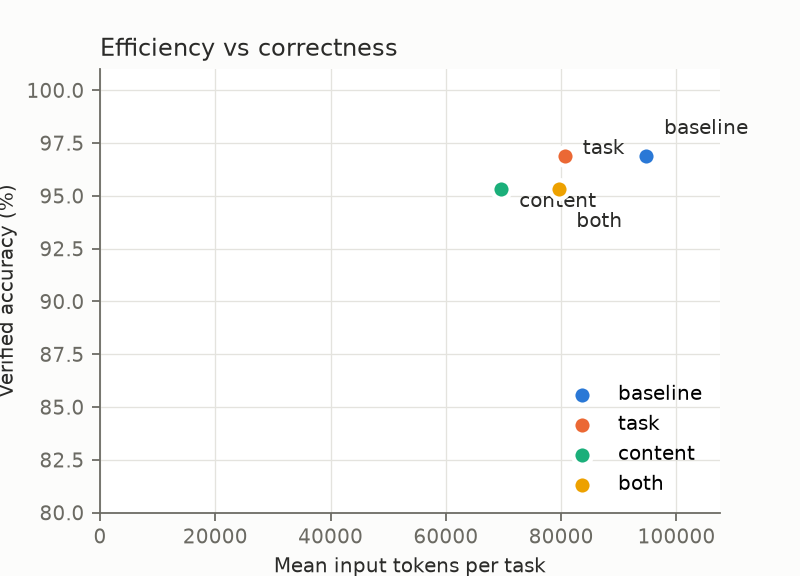 Efficiency vs correctness
100.0
97.5
95.0
92.5
90.0
87.5
85.0
82.5
80.0
Verified accuracy (%)
baseline
task
content
both
baseline
task
content
both
0
20000
40000
60000
80000
100000
Mean input tokens per task